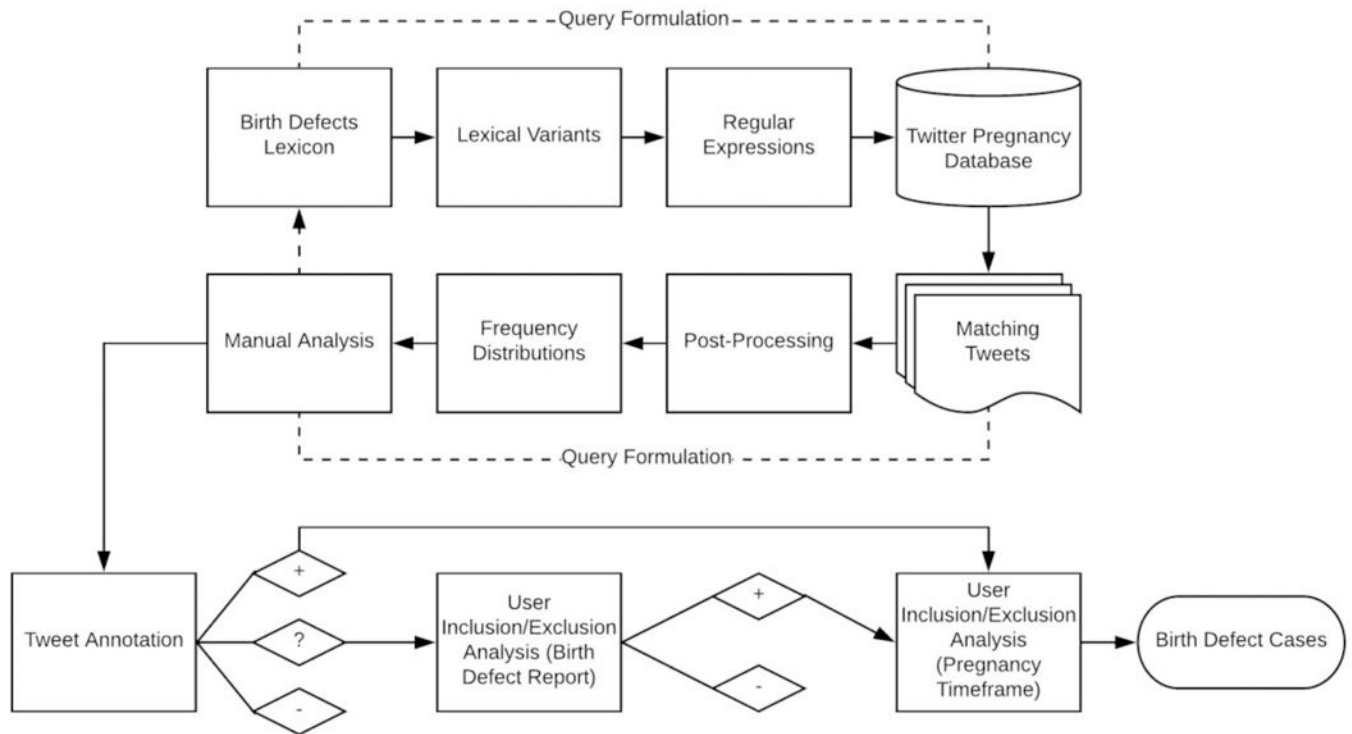 Query Formulation
Birth Defects
Lexicon
Lexical Variants
Regular
Expressions
Twitter Pregnancy
Database
Manual Analysis
Frequency
Distributions
Post-Processing
Matching
Tweets
Query Formulation
Tweet Annotation
+
?
-
User
Inclusion/Exclusion
Analysis (Birth
Defect Report)
+
-
User
Inclusion/Exclusion
Analysis
(Pregnancy
Timeframe)
Birth Defect Cases